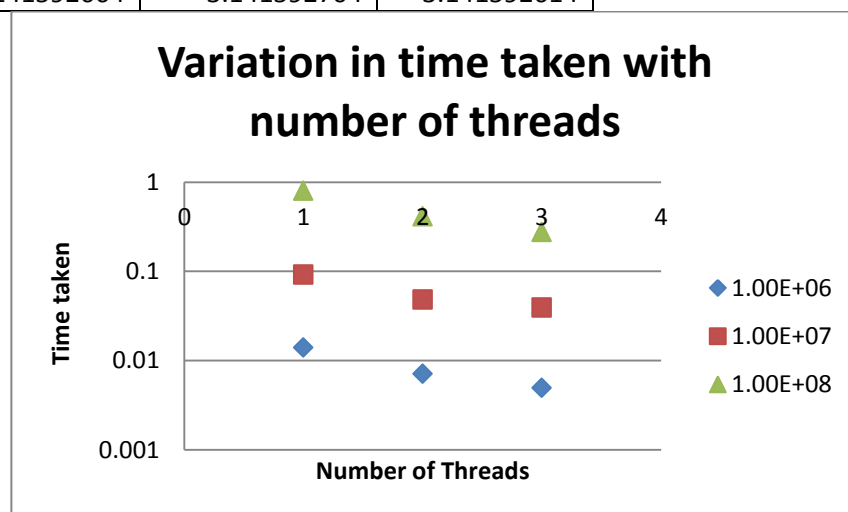 Variation in time taken with
number of threads
1
0 1 2 3 4
0.1
0.01
0.001
Time taken
Number of Threads
1.00E+06
1.00E+07
1.00E+08